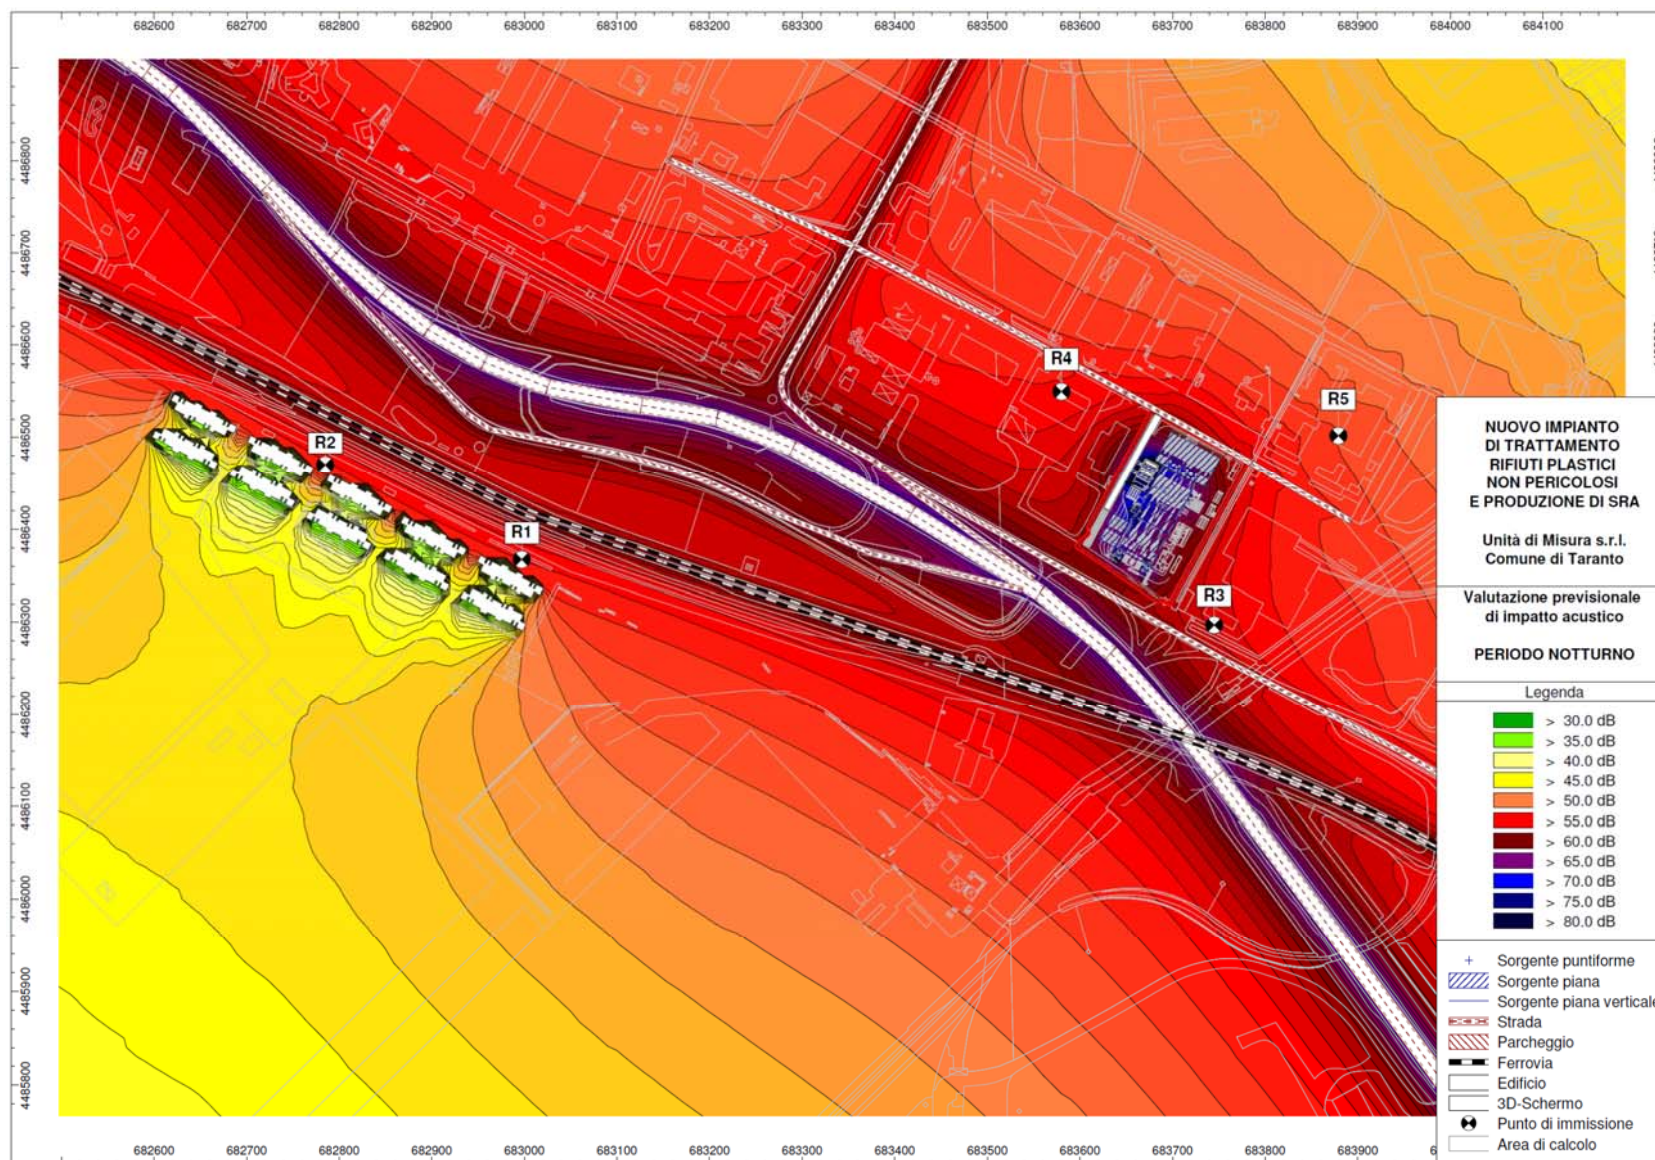 682600 682700 682800 682900 683000 683100 683200 683300 683400 683500 683600 683700 683800 683900 684000 684100
4486800
4486700
4486600
4486500
4486400
4486300
4486200
4486100
4486000
4485900
4485800
R4
R5
R2
R1
R3
NUOVO IMPIANTO
DI TRATTAMENTO
RIFIUTI PLASTICI
NON PERICOLOSI
E PRODUZIONE DI SRA
Unità di Misura s.r.l.
Comune di Taranto
Valutazione previsionale
di impatto acustico
PERIODO NOTTURNO
Legenda
> 30.0 dB
> 35.0 dB
> 40.0 dB
> 45.0 dB
> 50.0 dB
> 55.0 dB
> 60.0 dB
> 65.0 dB
> 70.0 dB
> 75.0 dB
> 80.0 dB
Sorgente puntiforme
Sorgente piana
Sorgente piana verticale
Strada
Parcheggio
Ferrovia
Edificio
3D-Schermo
Punto di immissione
Area di calcolo
682600 682700 682800 682900 683000 683100 683200 683300 683400 683500 683600 683700 683800 683900